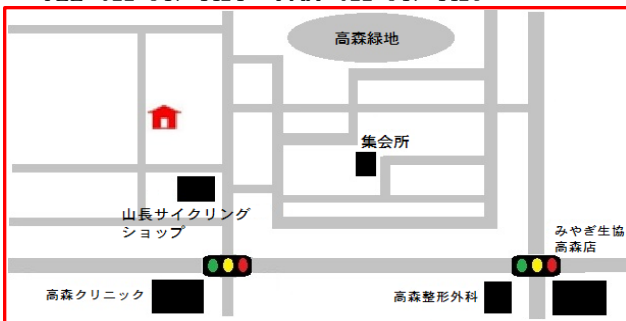 高森緑地
集会所
山長サイクリング
ショップ
みやぎ生協
高森店
高森クリニック
高森整形外科